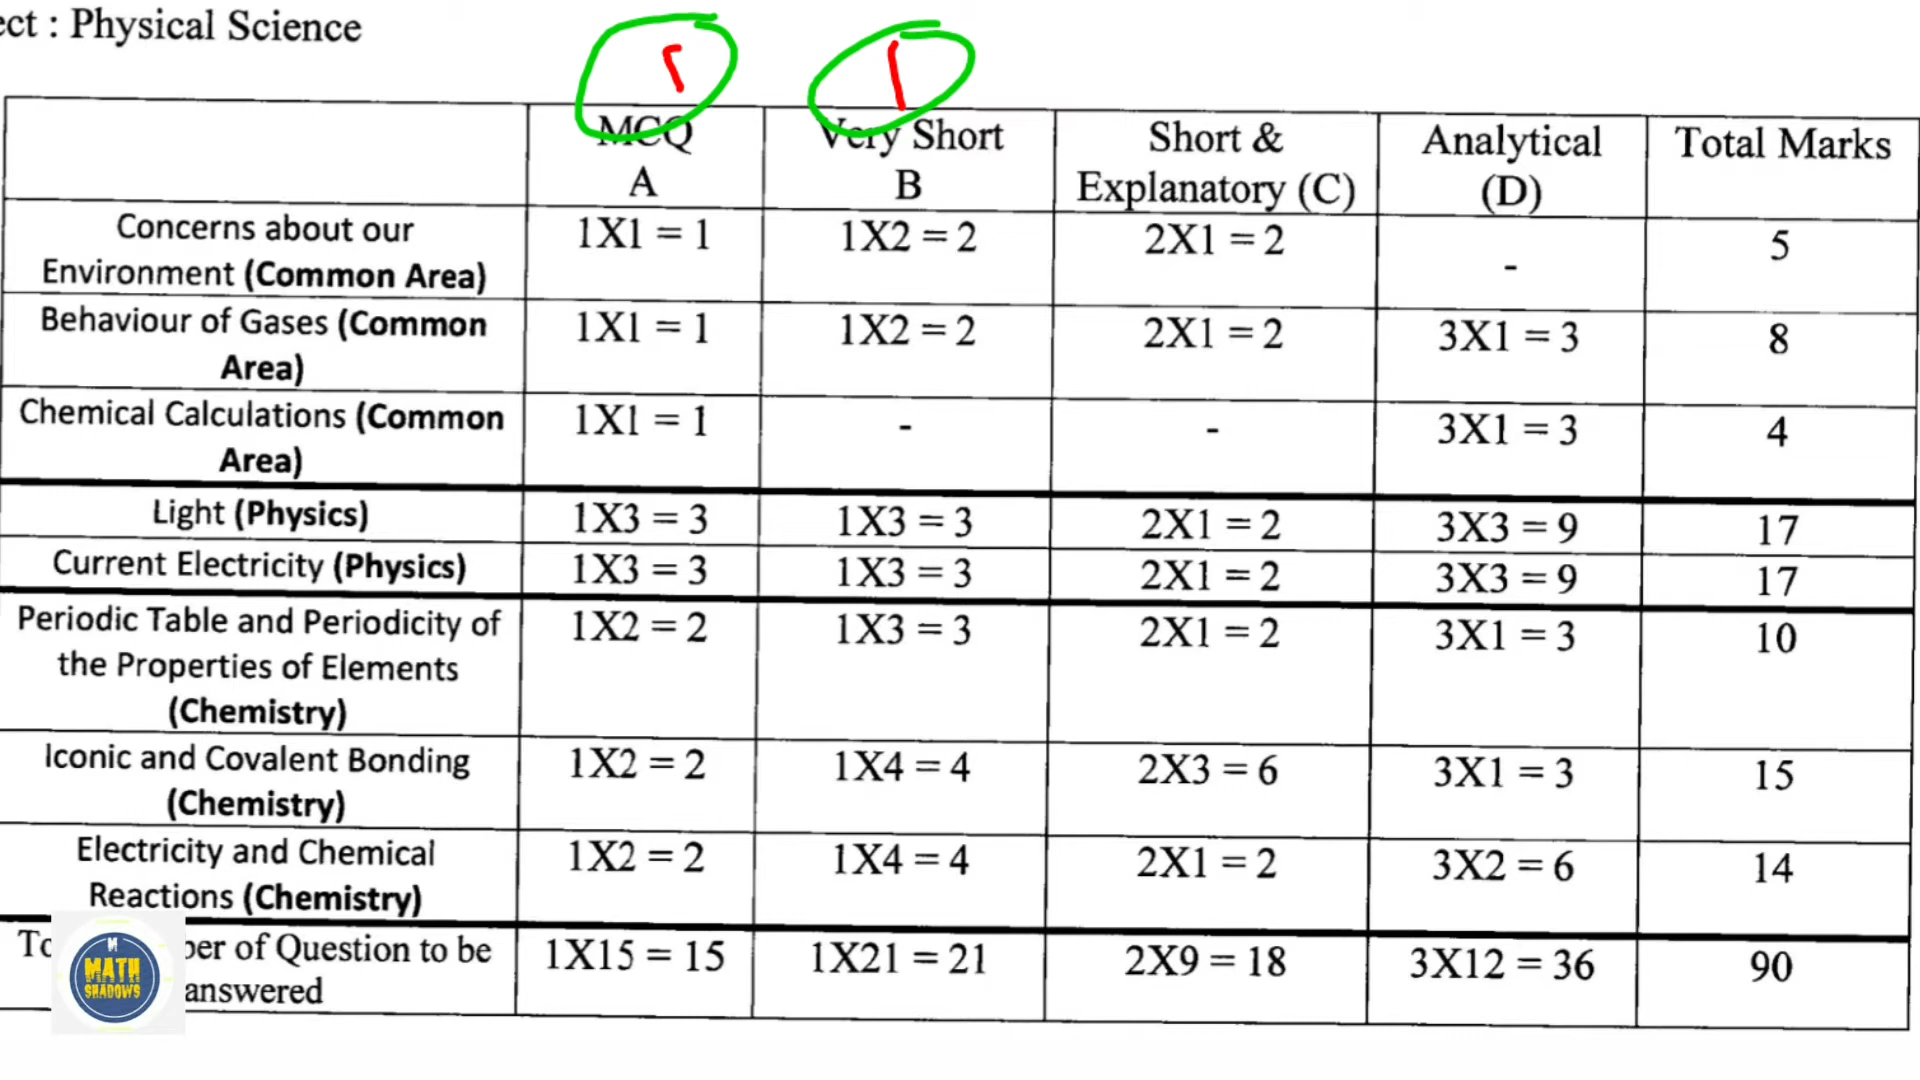 ect : Physical Science
MCQ
A
Very Short
B
Short &
Explanatory (C)
Analytical
(D)
Total Marks
Concerns about our
Environment (Common Area)
1X1 = 1
1X2 = 2
2X1 = 2
-
5
Behaviour of Gases (Common
Area)
1X1 = 1
1X2 = 2
2X1 = 2
3X1 = 3
8
Chemical Calculations (Common
Area)
1X1 = 1
-
-
3X1 = 3
4
Light (Physics)
1X3 = 3
1X3 = 3
2X1 = 2
3X3 = 9
17
Current Electricity (Physics)
1X3 = 3
1X3 = 3
2X1 = 2
3X3 = 9
17
Periodic Table and Periodicity of
the Properties of Elements
(Chemistry)
1X2 = 2
1X3 = 3
2X1 = 2
3X1 = 3
10
Iconic and Covalent Bonding
(Chemistry)
1X2 = 2
1X4 = 4
2X3 = 6
3X1 = 3
15
Electricity and Chemical
Reactions (Chemistry)
1X2 = 2
1X4 = 4
2X1 = 2
3X2 = 6
14
To ber of Question to be
answered
1X15 = 15
1X21 = 21
2X9 = 18
3X12 = 36
90
M
MATH
SHADOWS